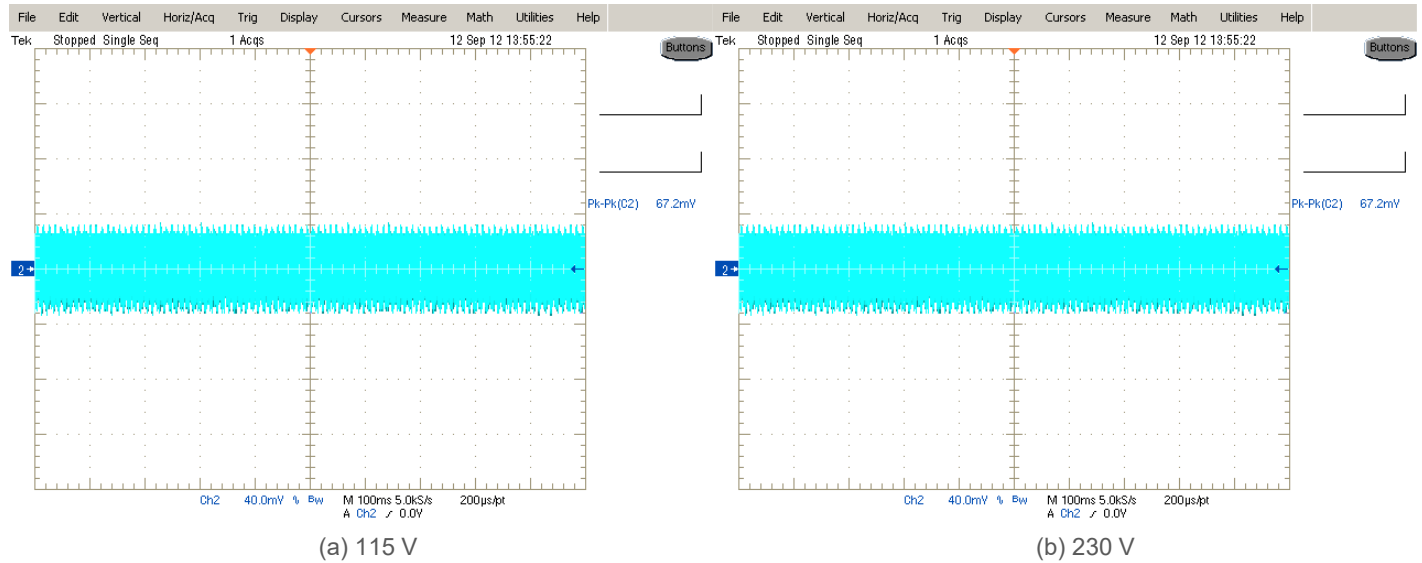 File Edit Vertical Horiz/Acq Trig Display Cursors Measure Math Utilities Help
Tek Stopped Single Seq 1 Acqs 12 Sep 12 13:55:22
Buttons
Pk-Pk(C2) 67.2mV
2
Ch2 40.0mV % Bw M 100ms 5.0kS/s 200µs/pt
A Ch2 / 0.0V
(a) 115 V
File Edit Vertical Horiz/Acq Trig Display Cursors Measure Math Utilities Help
Tek Stopped Single Seq 1 Acqs 12 Sep 12 13:55:22
Buttons
Pk-Pk(C2) 67.2mV
2
Ch2 40.0mV % Bw M 100ms 5.0kS/s 200µs/pt
A Ch2 / 0.0V
(b) 230 V